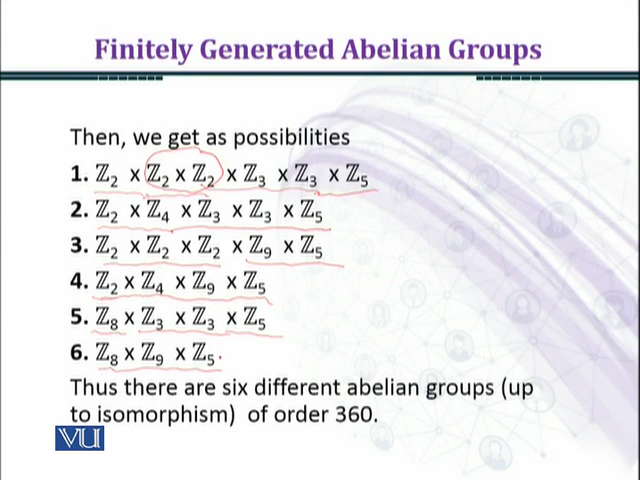 Finitely Generated Abelian Groups
Then, we get as possibilities
1. ℤ₂ x ℤ₂ x ℤ₂ x ℤ₃ x ℤ₃ x ℤ₅
2. ℤ₂ x ℤ₄ x ℤ₃ x ℤ₃ x ℤ₅
3. ℤ₂ x ℤ₂ x ℤ₂ x ℤ₉ x ℤ₅
4. ℤ₂ x ℤ₄ x ℤ₉ x ℤ₅
5. ℤ₈ x ℤ₃ x ℤ₃ x ℤ₅
6. ℤ₈ x ℤ₉ x ℤ₅.
Thus there are six different abelian groups (up
to isomorphism) of order 360.
VU